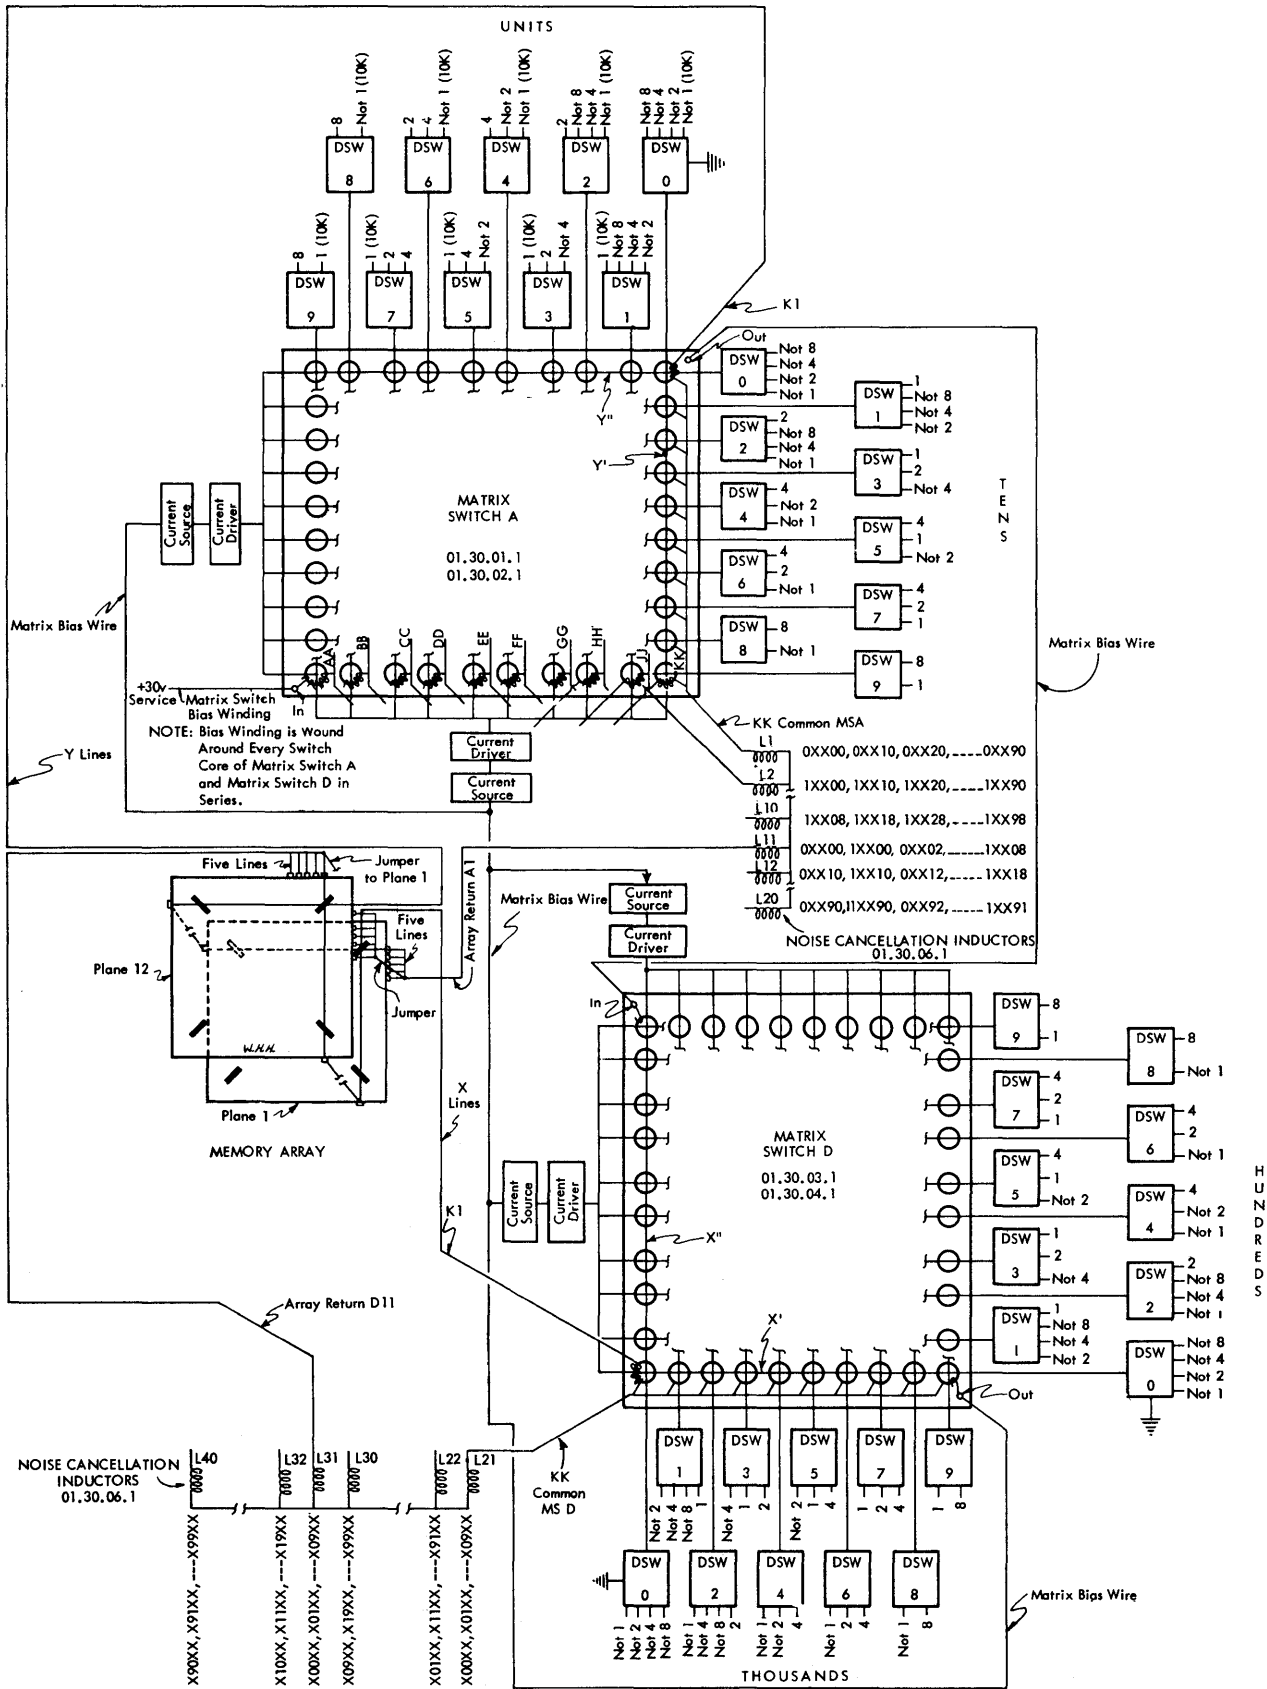 UNITS
8
Not 1 (10K)
2
4
Not 1 (10K)
4
Not 2
Not 1 (10K)
2
Not 8
Not 4
Not 1 (10K)
Not 8
Not 4
Not 2
Not 1 (10K)
DSW 8
DSW 6
DSW 4
DSW 2
DSW 0
8
1 (10K)
1 (10K)
2
4
1 (10K)
4
Not 2
1 (10K)
2
Not 4
1 (10K)
Not 8
Not 4
Not 2
DSW 9
DSW 7
DSW 5
DSW 3
DSW 1
K1
Out
Y"
Y'
DSW 0
Not 8
Not 4
Not 2
Not 1
DSW 1
1
Not 8
Not 4
Not 2
DSW 2
2
Not 8
Not 4
Not 1
DSW 3
1
2
Not 4
DSW 4
4
Not 2
Not 1
DSW 5
4
1
Not 2
DSW 6
4
2
Not 1
DSW 7
4
2
1
DSW 8
8
Not 1
DSW 9
8
1
TENS
MATRIX
SWITCH A
01.30.01.1
01.30.02.1
Current Source
Current Driver
Matrix Bias Wire
Matrix Bias Wire
AA
BB
CC
DD
EE
FF
GG
HH
JJ
KK
+30v
Service
Matrix Switch
Bias Winding
In
NOTE: Bias Winding is Wound
Around Every Switch
Core of Matrix Switch A
and Matrix Switch D in
Series.
Y Lines
Current
Driver
Current
Source
KK Common MSA
L1 0XX00, 0XX10, 0XX20, ----0XX90
L2 1XX00, 1XX10, 1XX20, ----1XX90
L10 1XX08, 1XX18, 1XX28, ----1XX98
L11 0XX00, 1XX00, 0XX02, ----1XX08
L12 0XX10, 1XX10, 0XX12, ----1XX18
L20 0XX90, 11XX90, 0XX92, ----1XX91
NOISE CANCELLATION INDUCTORS
01.30.06.1
Five Lines
Jumper
to Plane 1
Five
Lines
Jumper
Plane 12
W.H.H.
Plane 1
MEMORY ARRAY
Array Return A1
Matrix Bias Wire
Current
Source
Current
Driver
X
Lines
K1
In
MATRIX
SWITCH D
01.30.03.1
01.30.04.1
Current Source
Current Driver
X"
X'
Out
DSW 9
8
1
DSW 8
8
Not 1
DSW 7
4
2
1
DSW 6
4
2
Not 1
DSW 5
4
1
Not 2
DSW 4
4
Not 2
Not 1
DSW 3
1
2
Not 4
DSW 2
2
Not 8
Not 4
Not 1
DSW 1
1
Not 8
Not 4
Not 2
DSW 0
Not 8
Not 4
Not 2
Not 1
HUNDREDS
Array Return D11
NOISE CANCELLATION
INDUCTORS
01.30.06.1
L40
L32
L31
L30
L22
L21
X90XX, X91XX, ---X99XX
X10XX, X11XX, ---X19XX
X00XX, X01XX, ---X09XX
X09XX, X19XX, ---X99XX
X01XX, X11XX, ---X91XX
X00XX, X01XX, ---X09XX
KK
Common
MS D
DSW 1
DSW 3
DSW 5
DSW 7
DSW 9
Not 2
Not 4
Not 8
1
Not 4
1
2
Not 2
1
4
1
2
4
1
8
DSW 0
DSW 2
DSW 4
DSW 6
DSW 8
Not 1
Not 2
Not 4
Not 8
Not 1
Not 4
Not 8
2
Not 1
Not 2
4
Not 1
2
4
Not 1
8
Matrix Bias Wire
THOUSANDS